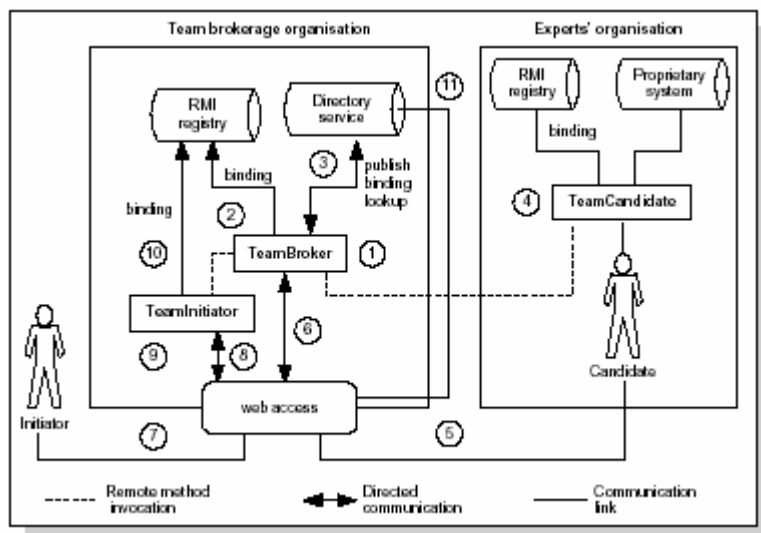 Team brokerage organisation
Experts' organisation
RMI
registry
Directory
service
11
RMI
registry
Proprietary
system
binding
3
publish
binding
lookup
binding
2
binding
4
TeamCandidate
10
TeamBroker
1
TeamInitiator
6
9
8
Candidate
web access
Initiator
7
5
Remote method
invocation
Directed
communication
Communication
link